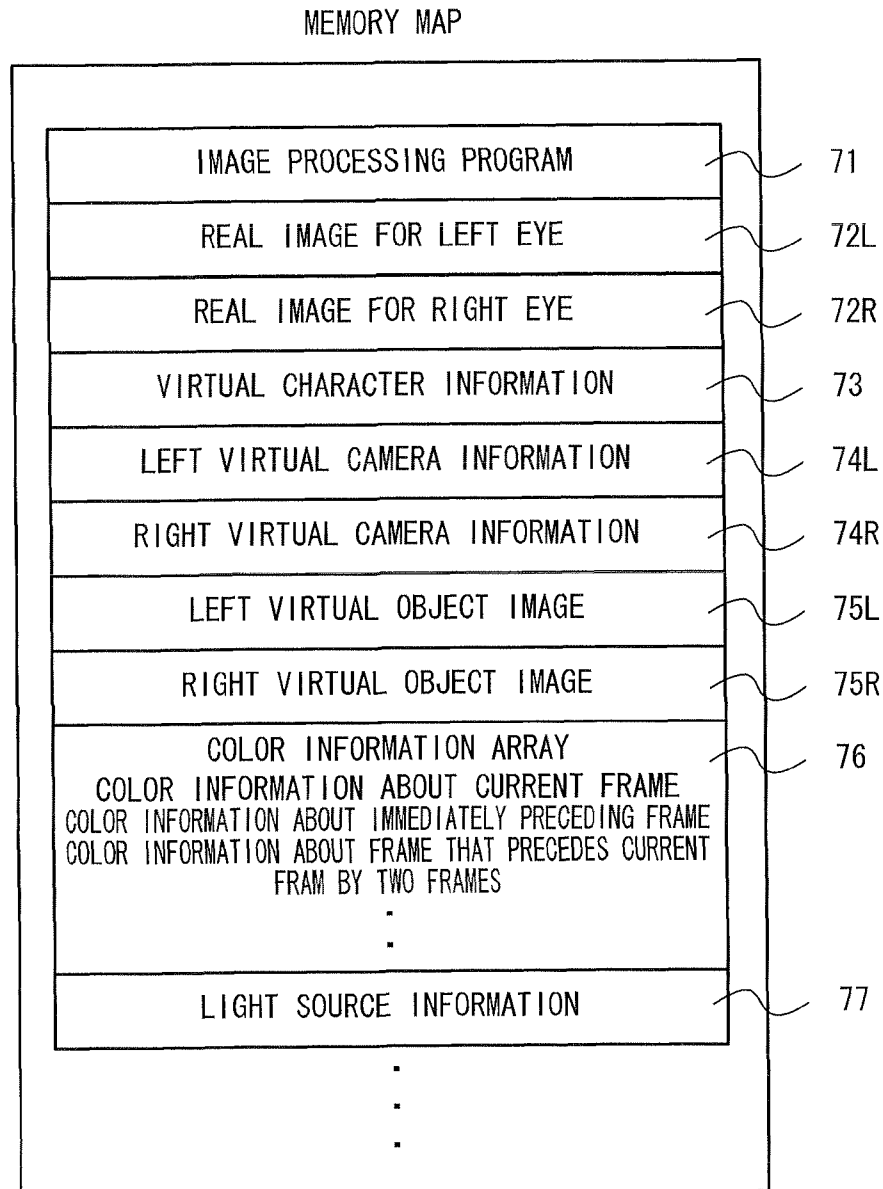 MEMORY MAP
IMAGE PROCESSING PROGRAM 71
REAL IMAGE FOR LEFT EYE 72L
REAL IMAGE FOR RIGHT EYE 72R
VIRTUAL CHARACTER INFORMATION 73
LEFT VIRTUAL CAMERA INFORMATION 74L
RIGHT VIRTUAL CAMERA INFORMATION 74R
LEFT VIRTUAL OBJECT IMAGE 75L
RIGHT VIRTUAL OBJECT IMAGE 75R
COLOR INFORMATION ARRAY 76
COLOR INFORMATION ABOUT CURRENT FRAME
COLOR INFORMATION ABOUT IMMEDIATELY PRECEDING FRAME
COLOR INFORMATION ABOUT FRAME THAT PRECEDES CURRENT
FRAM BY TWO FRAMES
LIGHT SOURCE INFORMATION 77